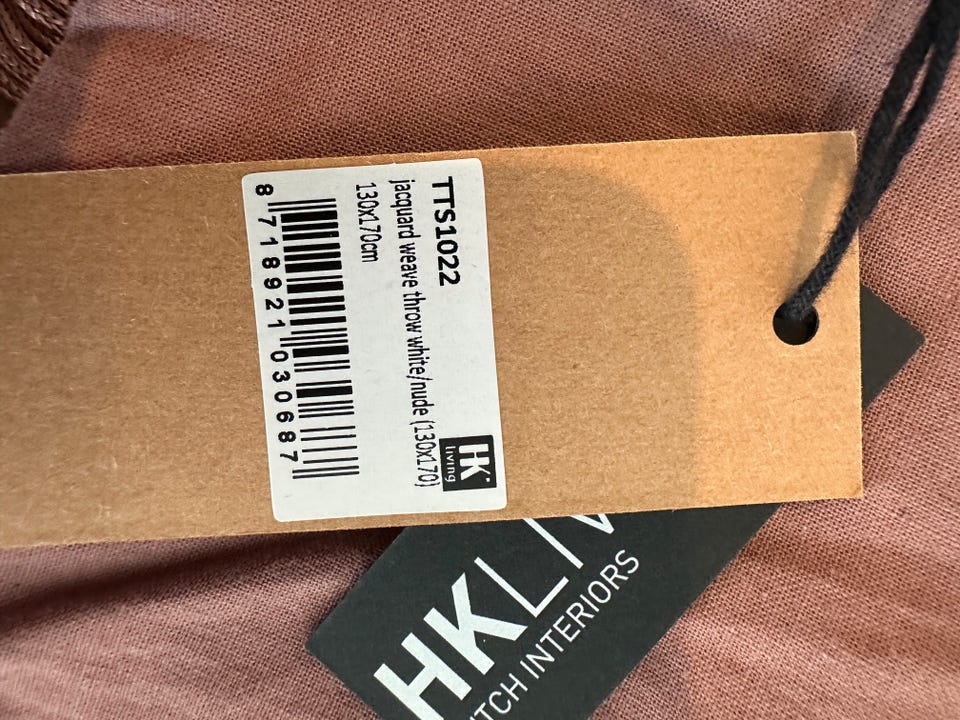 TTS1022
jacquard weave throw white/nude (130x170)
130x170cm
HK
living
8 718921 030687
HKLIV
TCH INTERIORS